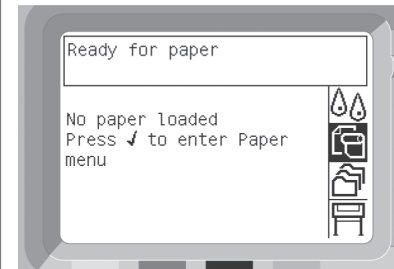 Ready for paper
No paper loaded
Press ✓ to enter Paper
menu